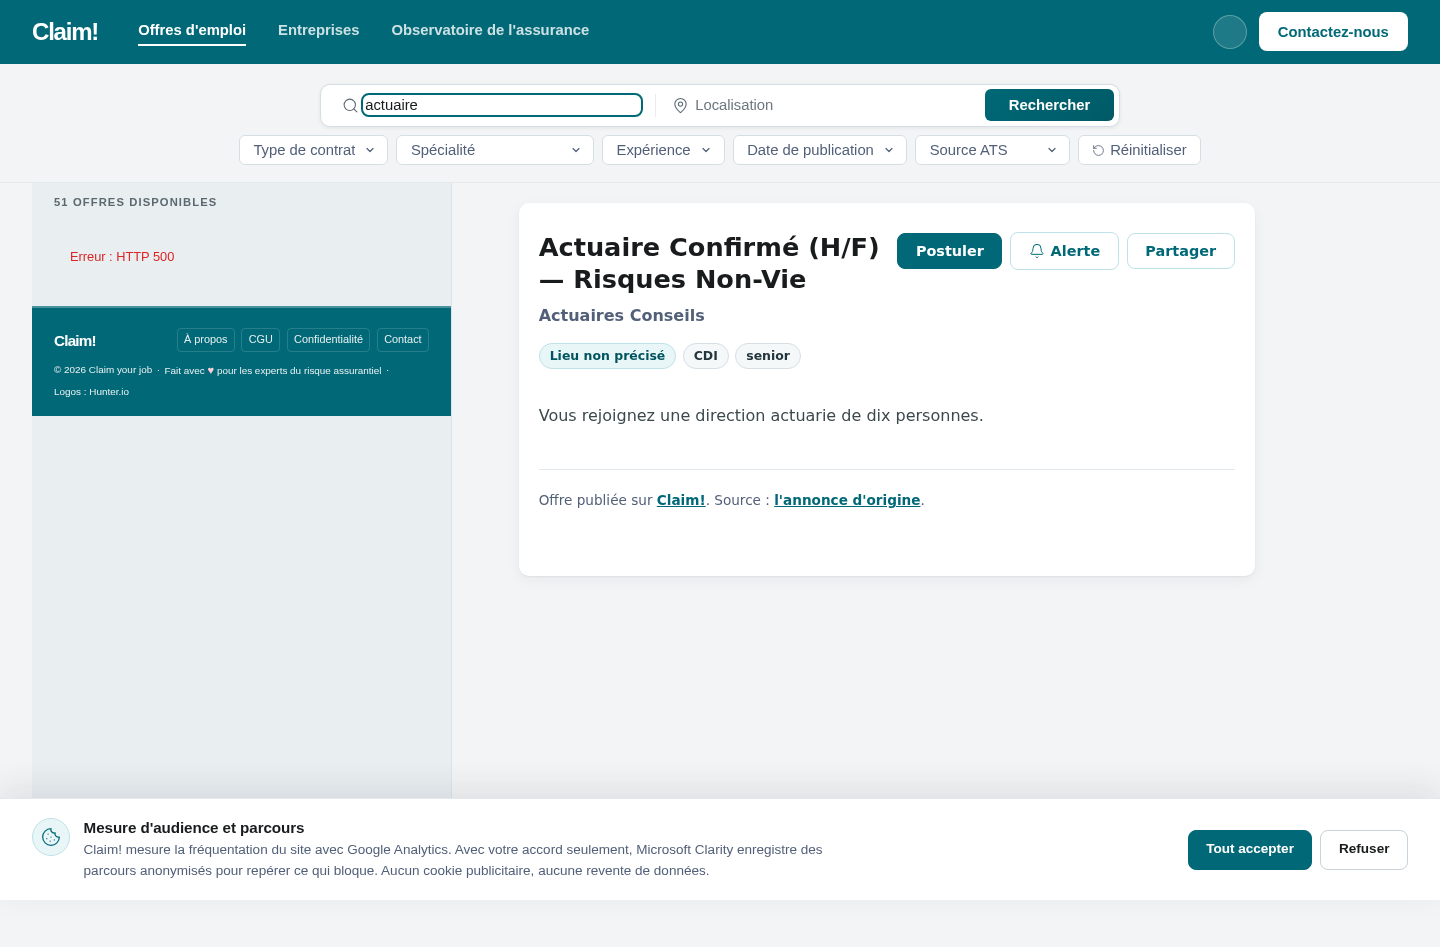 Claim!
Offres d'emploi
Entreprises
Observatoire de l'assurance
Contactez-nous
actuaire
Localisation
Rechercher
Type de contrat
Spécialité
Expérience
Date de publication
Source ATS
Réinitialiser
51 OFFRES DISPONIBLES
Erreur : HTTP 500
Claim!
À propos
CGU
Confidentialité
Contact
© 2026 Claim your job · Fait avec ♥ pour les experts du risque assurantiel ·
Logos : Hunter.io
Actuaire Confirmé (H/F)
— Risques Non-Vie
Postuler
Alerte
Partager
Actuaires Conseils
Lieu non précisé
CDI
senior
Vous rejoignez une direction actuarie de dix personnes.
Offre publiée sur Claim!. Source : l'annonce d'origine.
Mesure d'audience et parcours
Claim! mesure la fréquentation du site avec Google Analytics. Avec votre accord seulement, Microsoft Clarity enregistre des
parcours anonymisés pour repérer ce qui bloque. Aucun cookie publicitaire, aucune revente de données.
Tout accepter
Refuser